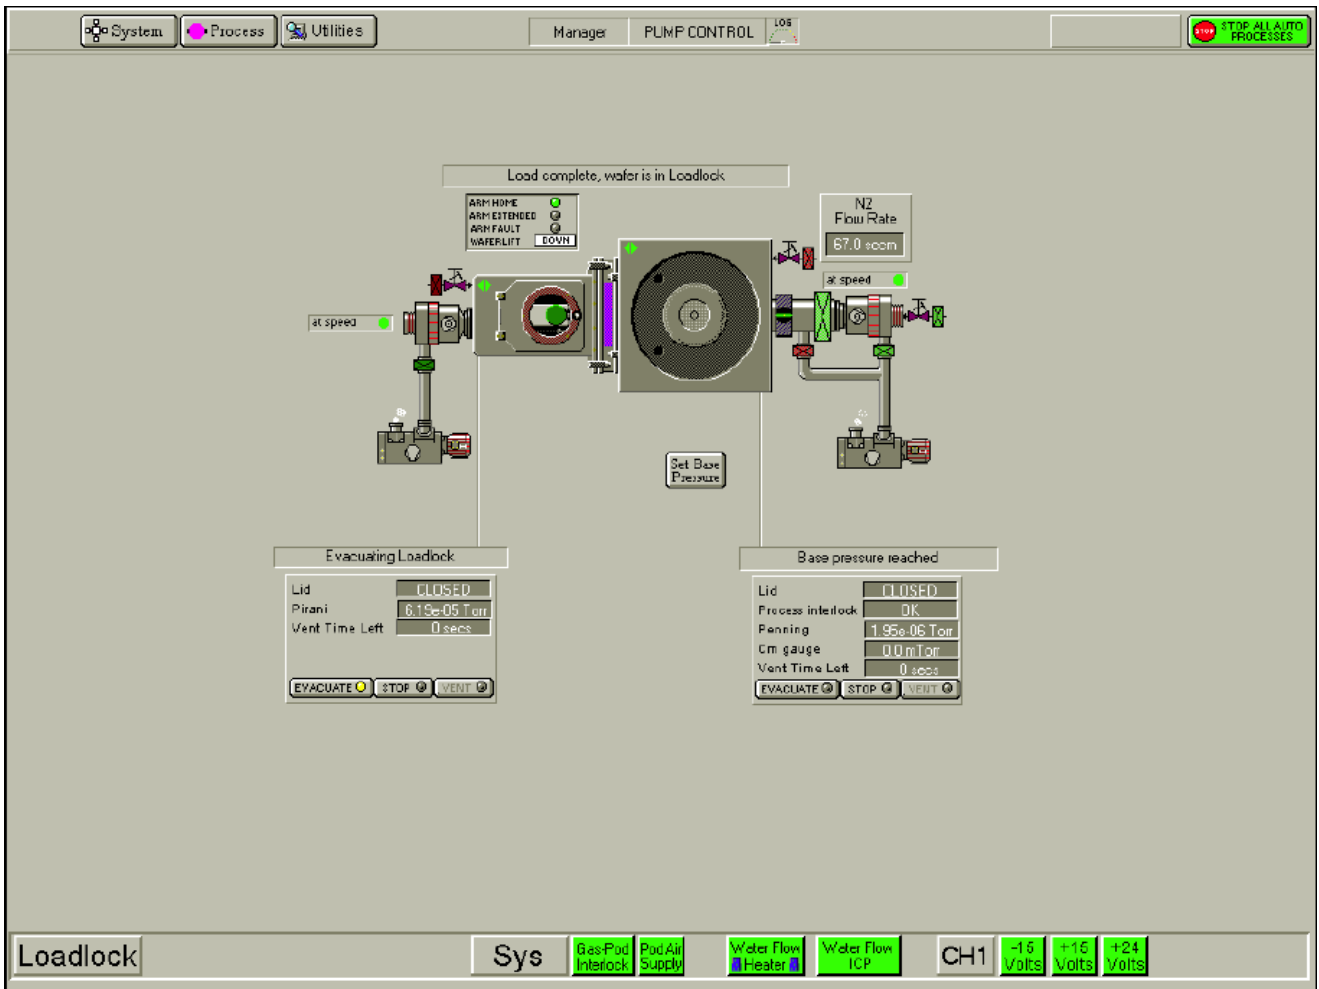 System
Process
Utilities
Manager
PUMP CONTROL
LOG
STOP
STOP ALL AUTO
PROCESSES
Load complete, wafer is in Loadlock
ARM HOME
ARM EXTENDED
ARM FAULT
WAFER LIFT DOWN
N2
Flow Rate
67.0 sccm
at speed
at speed
Set Base
Pressure
Evacuating Loadlock
Lid CLOSED
Pirani 6.19e-05 Torr
Vent Time Left 0 secs
EVACUATE STOP VENT
Base pressure reached
Lid CLOSED
Process interlock OK
Penning 1.95e-06 Torr
Cm gauge 0.0 mTorr
Vent Time Left 0 secs
EVACUATE STOP VENT
Loadlock
Sys
Gas-Pod
Interlock
Pod Air
Supply
Water Flow
Heater
Water Flow
ICP
CH1
-15
Volts
+15
Volts
+24
Volts